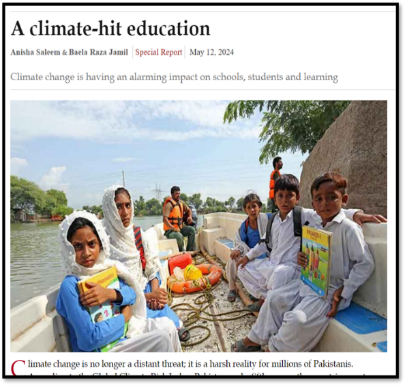 A climate-hit education
Anisha Saleem & Baela Raza Jamil Special Report May 12, 2024
Climate change is having an alarming impact on schools, students and learning
Climate change is no longer a distant threat; it is a harsh reality for millions of Pakistanis.